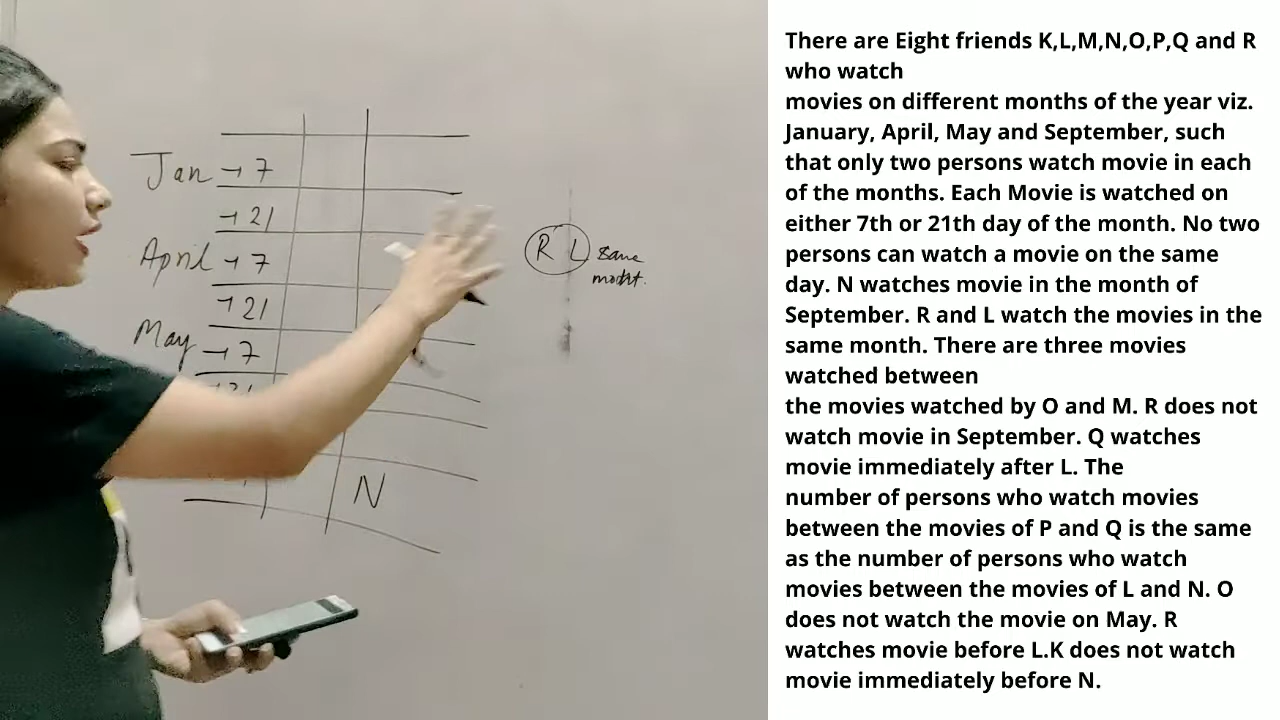 Jan → 7
→ 21
April → 7
→ 21
May → 7
21
N
R L same
month.
There are Eight friends K,L,M,N,O,P,Q and R
who watch
movies on different months of the year viz.
January, April, May and September, such
that only two persons watch movie in each
of the months. Each Movie is watched on
either 7th or 21th day of the month. No two
persons can watch a movie on the same
day. N watches movie in the month of
September. R and L watch the movies in the
same month. There are three movies
watched between
the movies watched by O and M. R does not
watch movie in September. Q watches
movie immediately after L. The
number of persons who watch movies
between the movies of P and Q is the same
as the number of persons who watch
movies between the movies of L and N. O
does not watch the movie on May. R
watches movie before L.K does not watch
movie immediately before N.